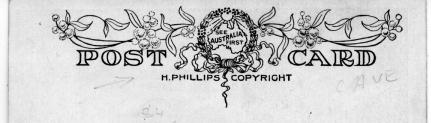 SEE
AUSTRALIA
FIRST
POST CARD
H. PHILLIPS COPYRIGHT
CAVE